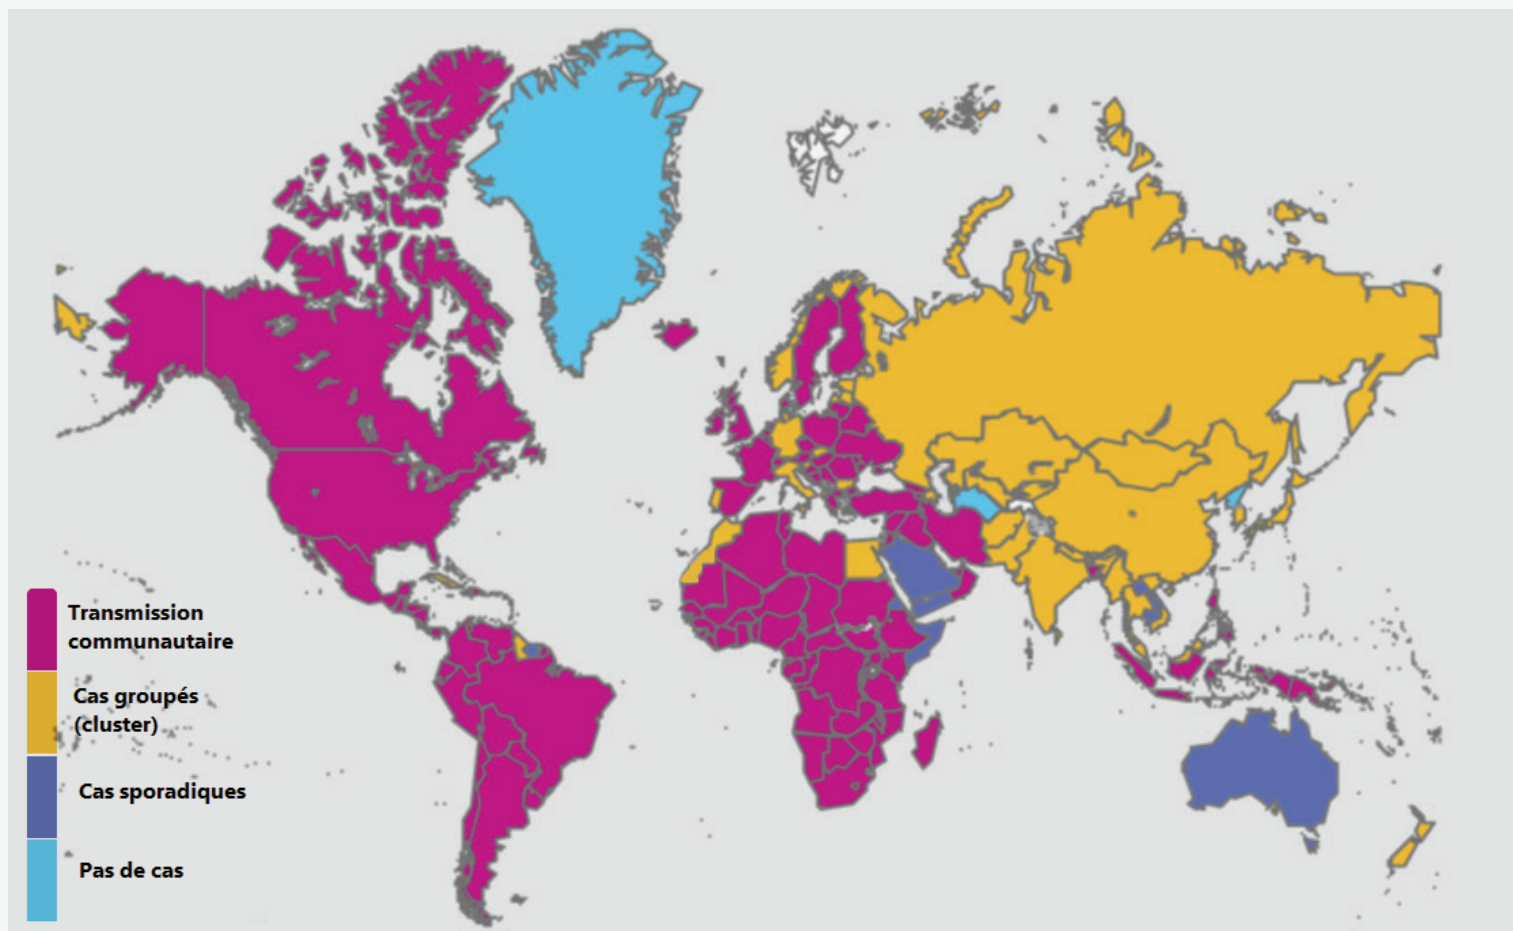 Transmission
communautaire
Cas groupés
(cluster)
Cas sporadiques
Pas de cas